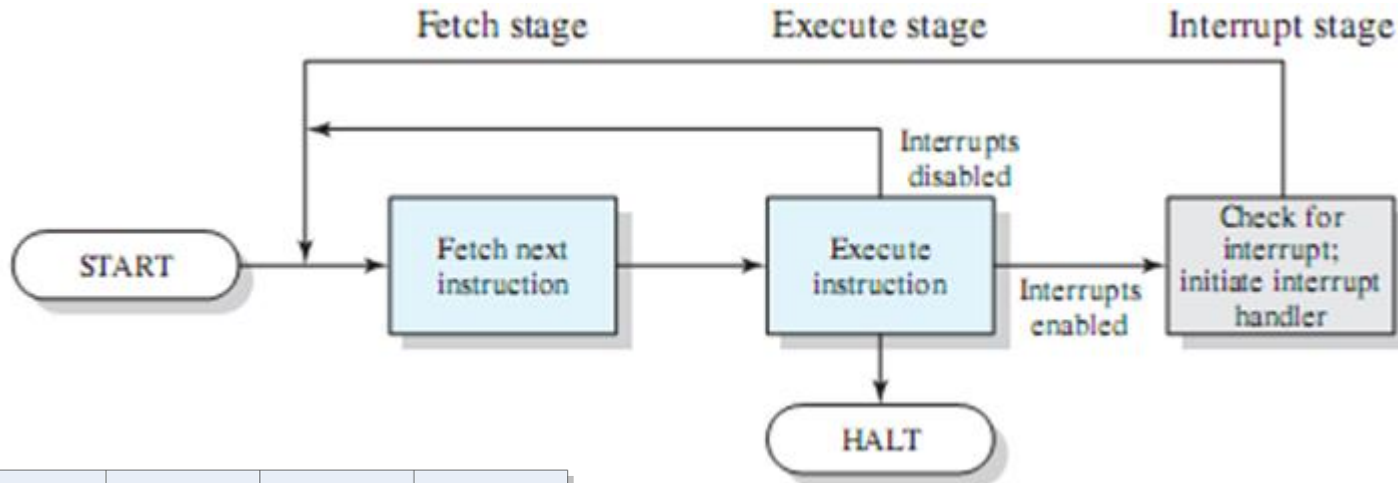 Fetch stage
Execute stage
Interrupt stage
Interrupts
disabled
START
Fetch next
instruction
Execute
instruction
Interrupts
enabled
Check for
interrupt;
initiate interrupt
handler
HALT